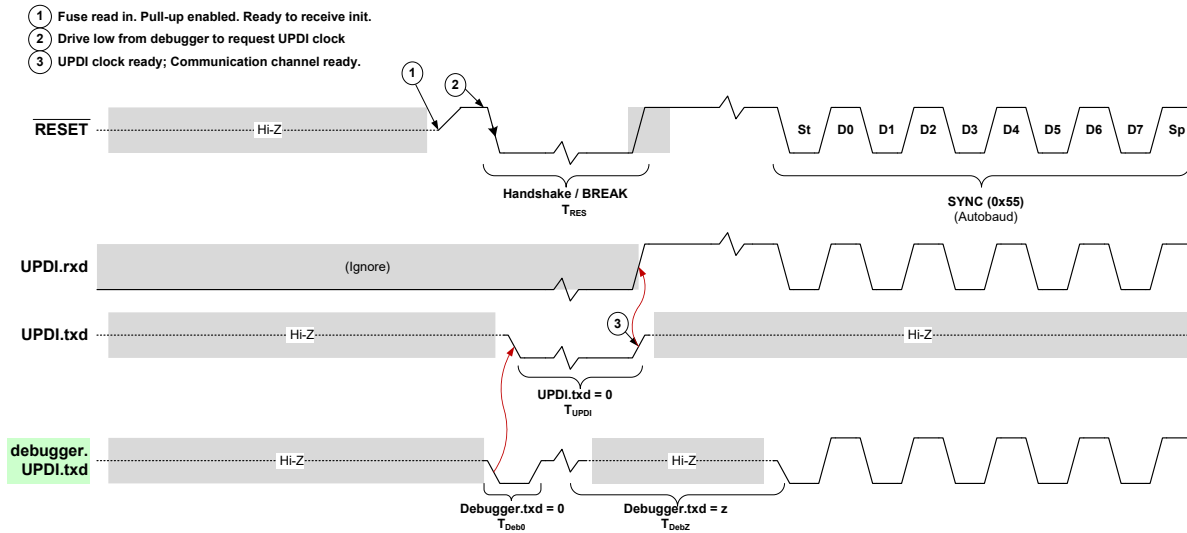 1 Fuse read in. Pull-up enabled. Ready to receive init.
2 Drive low from debugger to request UPDI clock
3 UPDI clock ready; Communication channel ready.
1
2
RESET
Hi-Z
St D0 D1 D2 D3 D4 D5 D6 D7 Sp
Handshake / BREAK
TRES
SYNC (0x55)
(Autobaud)
UPDI.rxd
(Ignore)
UPDI.txd
Hi-Z
3
Hi-Z
UPDI.txd = 0
TUPDI
debugger.
UPDI.txd
Hi-Z
Hi-Z
Debugger.txd = 0
TDeb0
Debugger.txd = z
TDebZ